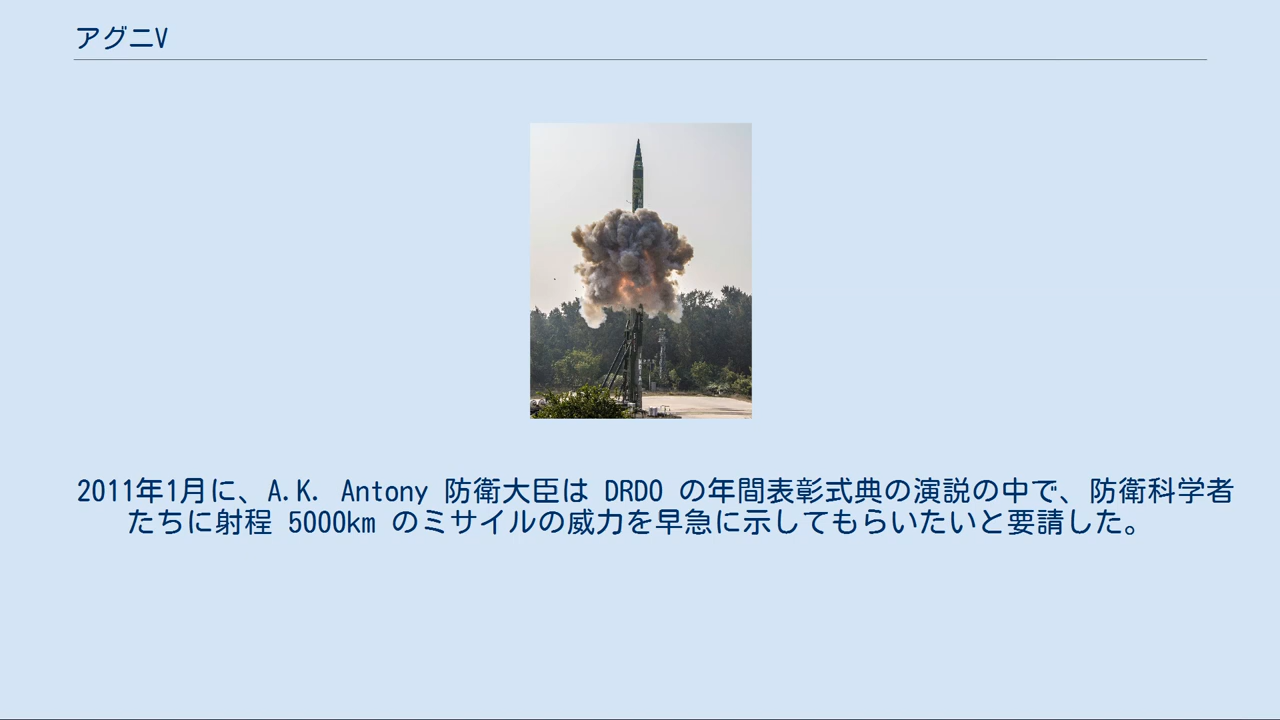 アグニV
2011年1月に、A.K. Antony 防衛大臣は DRDO の年間表彰式典の演説の中で、防衛科学者
たちに射程 5000km のミサイルの威力を早急に示してもらいたいと要請した。